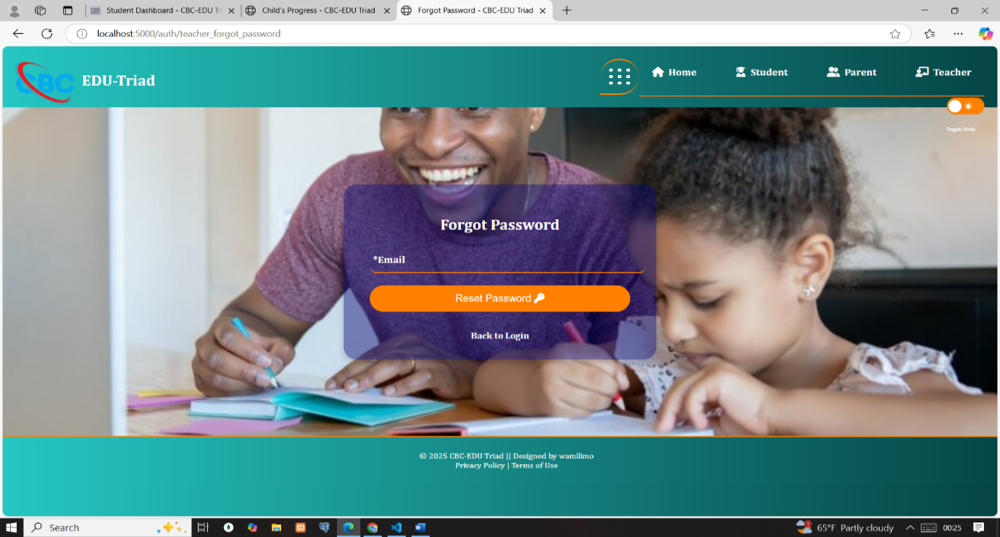 Student Dashboard - CBC-EDU Tr
Child's Progress - CBC-EDU Triad
Forgot Password - CBC-EDU Triad
localhost:5000/auth/teacher_forgot_password
CBC
EDU-Triad
Home
Student
Parent
Teacher
Toggle-Mode
Forgot Password
*Email
Reset Password
Back to Login
© 2025 CBC-EDU Triad || Designed by wamilimo
Privacy Policy | Terms of Use
Search
1
65°F Partly cloudy
00:25